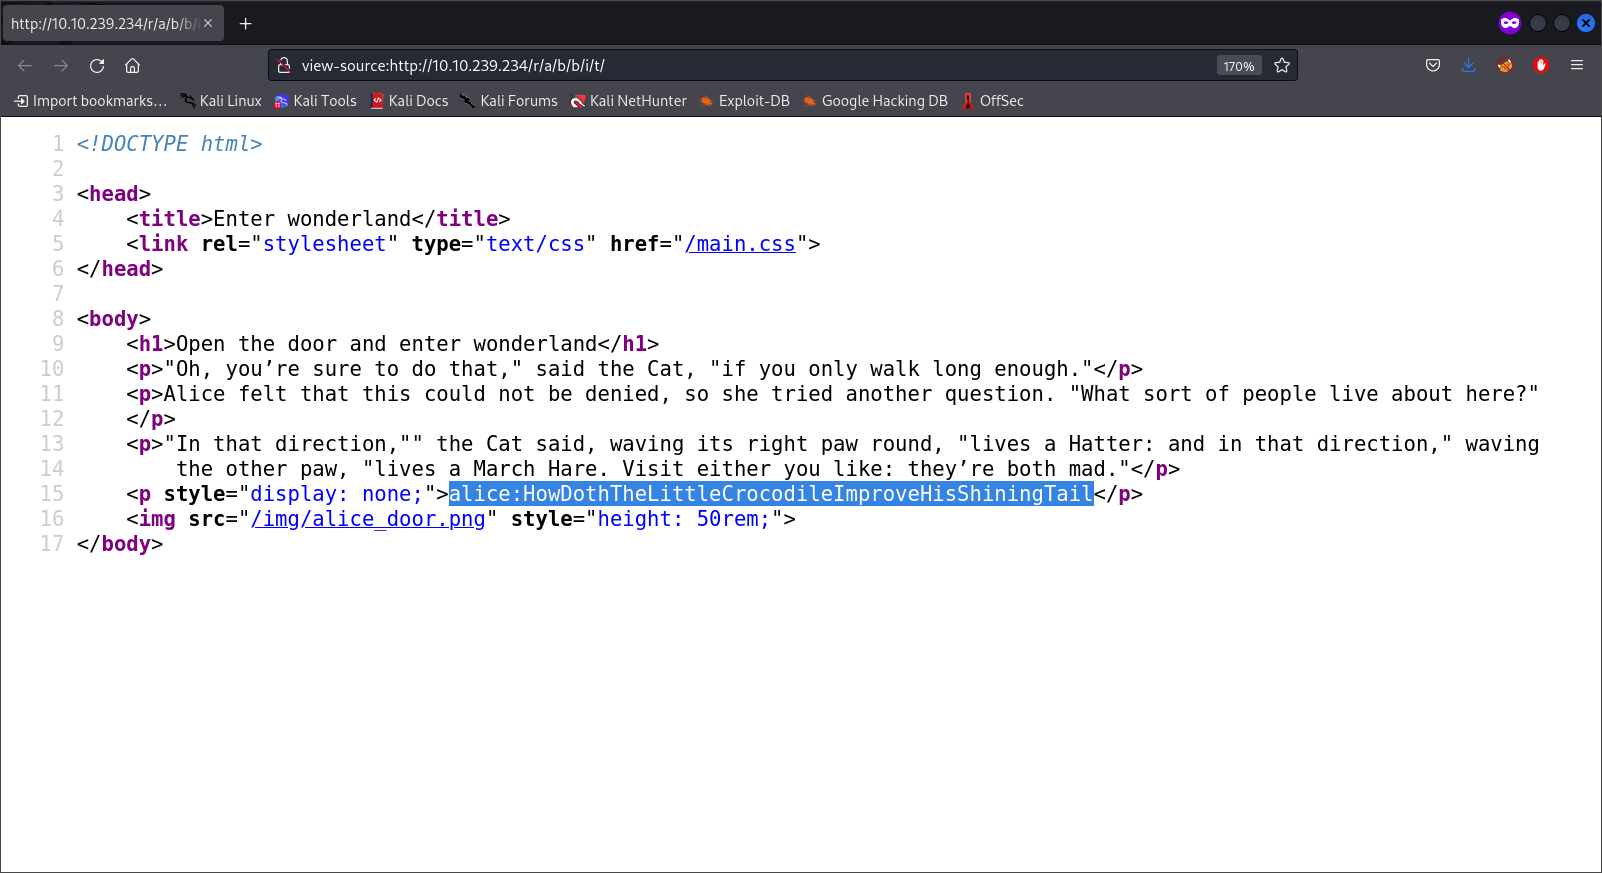 http://10.10.239.234/r/a/b/b/i
view-source:http://10.10.239.234/r/a/b/b/i/t/
170%
Import bookmarks… Kali Linux Kali Tools Kali Docs Kali Forums Kali NetHunter Exploit-DB Google Hacking DB OffSec
1 <!DOCTYPE html>
2
3 <head>
4     <title>Enter wonderland</title>
5     <link rel="stylesheet" type="text/css" href="/main.css">
6 </head>
7
8 <body>
9     <h1>Open the door and enter wonderland</h1>
10     <p>"Oh, you’re sure to do that," said the Cat, "if you only walk long enough."</p>
11     <p>Alice felt that this could not be denied, so she tried another question. "What sort of people live about here?"
12     </p>
13     <p>"In that direction,"" the Cat said, waving its right paw round, "lives a Hatter: and in that direction," waving
14         the other paw, "lives a March Hare. Visit either you like: they’re both mad."</p>
15     <p style="display: none;">alice:HowDothTheLittleCrocodileImproveHisShiningTail</p>
16     <img src="/img/alice_door.png" style="height: 50rem;">
17 </body>